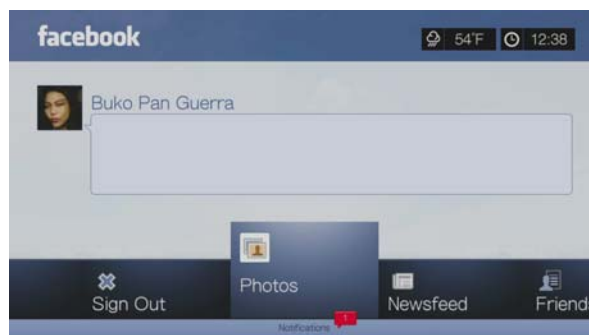 facebook
54°F 12:38
Buko Pan Guerra
Photos
Sign Out
Newsfeed
Friend
Notifications
1